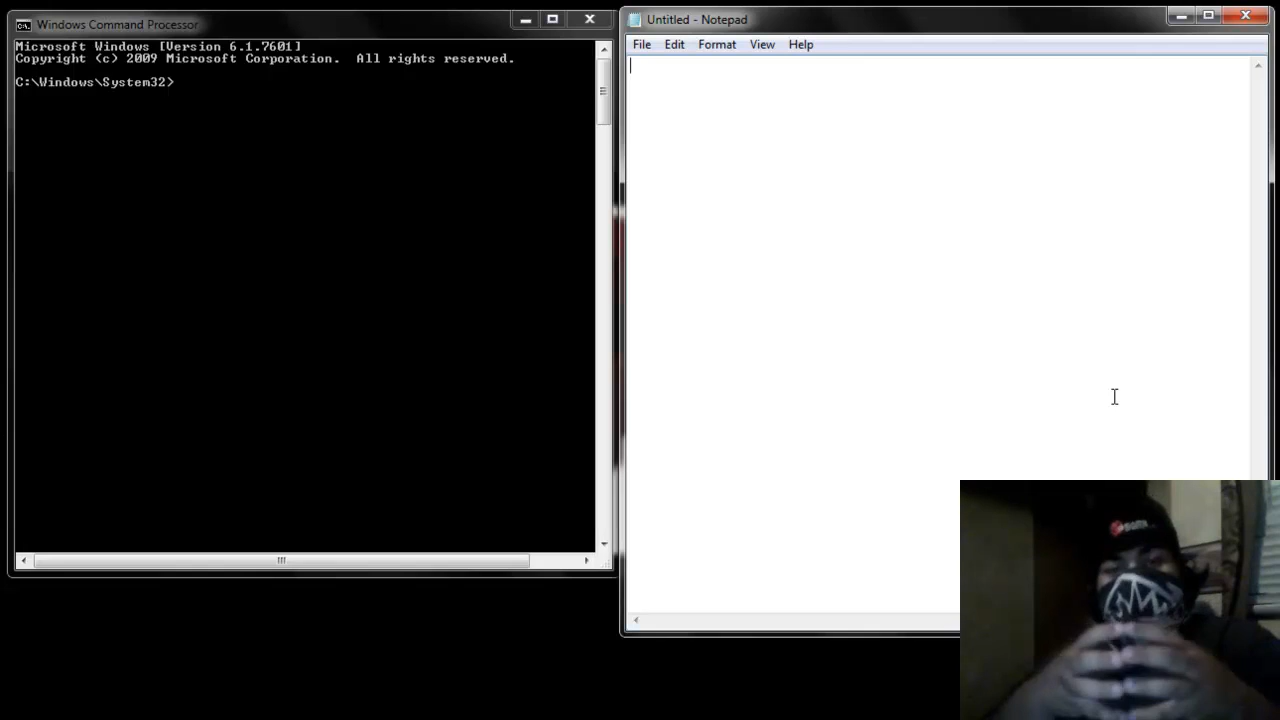 Windows Command Processor
Microsoft Windows [Version 6.1.7601]
Copyright (c) 2009 Microsoft Corporation.  All rights reserved.
C:\Windows\System32>
Untitled - Notepad
File Edit Format View Help